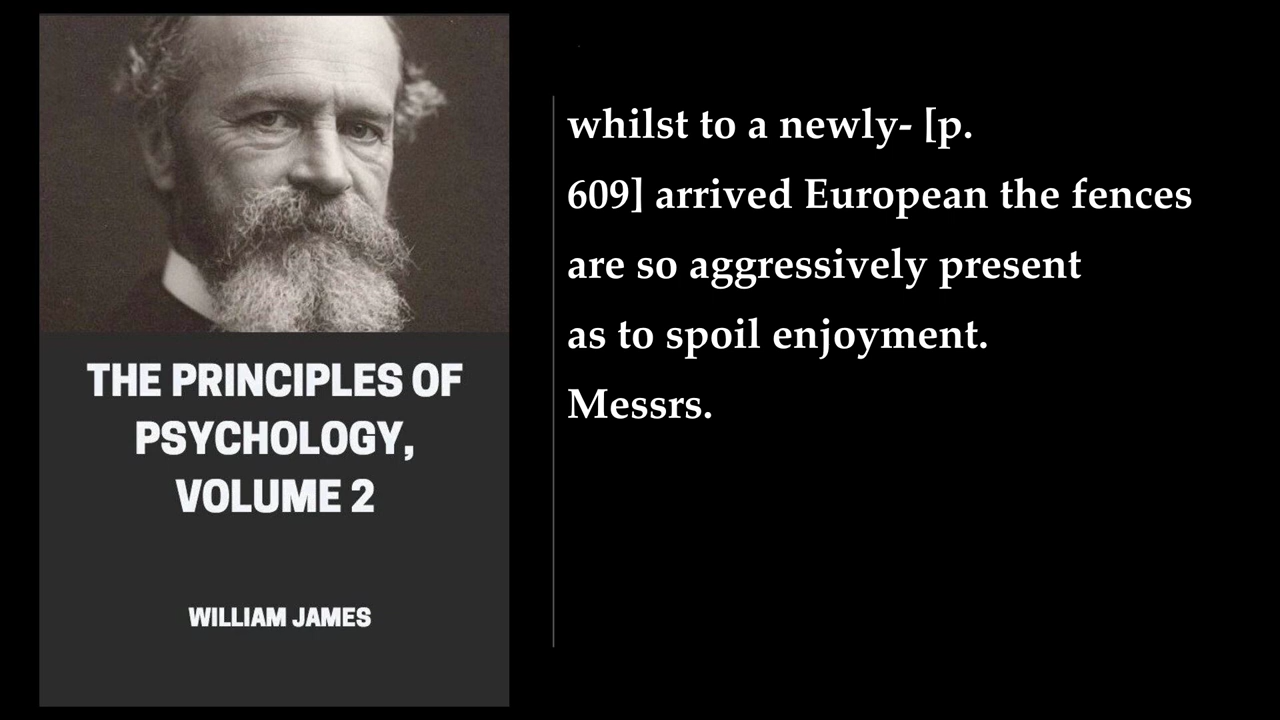 THE PRINCIPLES OF
PSYCHOLOGY,
VOLUME 2
WILLIAM JAMES
whilst to a newly- [p.
609] arrived European the fences
are so aggressively present
as to spoil enjoyment.
Messrs.